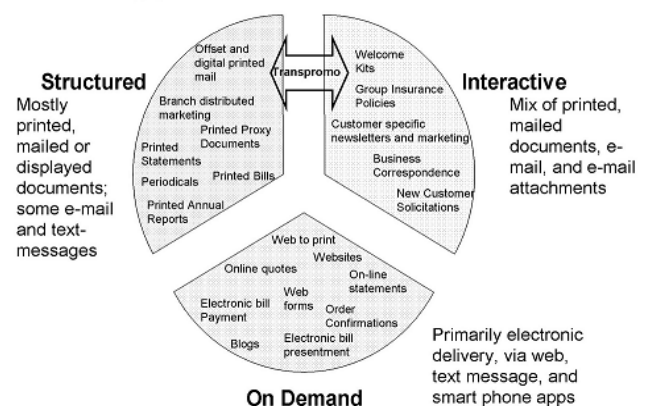 Structured
Mostly
printed,
mailed or
displayed
documents;
some e-mail
and text-
messages
Offset and
digital printed
mail
Branch distributed
marketing
Printed Proxy
Documents
Printed
Statements
Periodicals
Printed Bills
Printed Annual
Reports
Transpromo
Welcome
Kits
Group Insurance
Policies
Customer specific
newsletters and marketing
Business
Correspondence
New Customer
Solicitations
Interactive
Mix of printed,
mailed
documents, e-
mail, and e-mail
attachments
Web to print
Websites
Online quotes
On-line
statements
Web
forms
Electronic bill
Payment
Order
Confirmations
Blogs
Electronic bill
presentment
On Demand
Primarily electronic
delivery, via web,
text message, and
smart phone apps